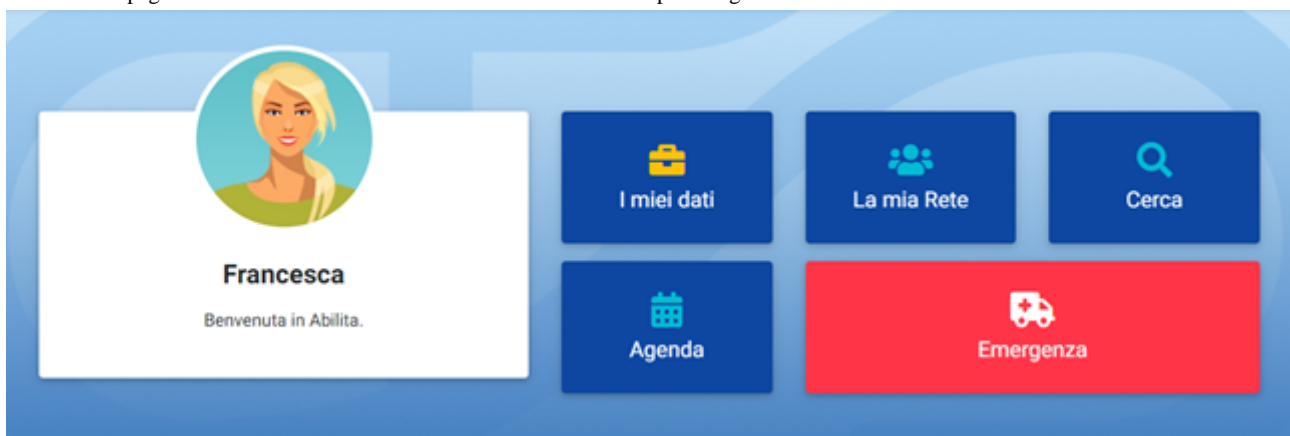 I miei dati
La mia Rete
Cerca
Francesca
Benvenuta in Abilita.
Agenda
Emergenza